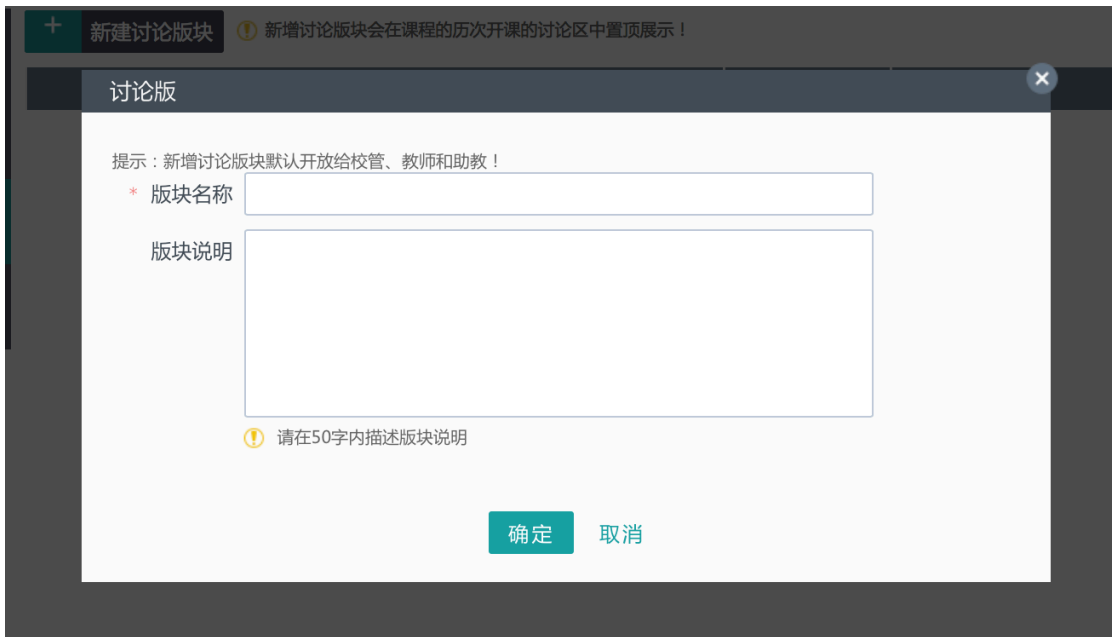 + 新建讨论版块 新增讨论版块会在课程的历次开课的讨论区中置顶展示！
讨论版
提示：新增讨论版块默认开放给校管、教师和助教！
* 版块名称
版块说明
请在50字内描述版块说明
确定 取消